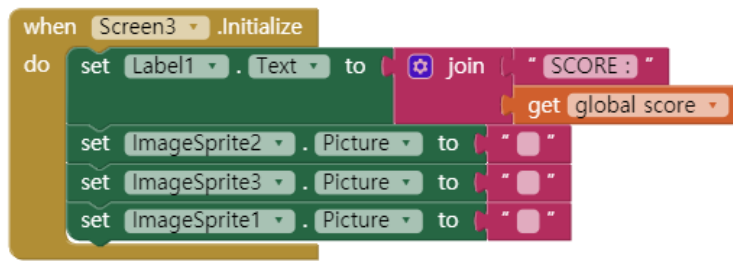 when Screen3 .Initialize
do set Label1 . Text to join " SCORE : "
get global score
set ImageSprite2 . Picture to " "
set ImageSprite3 . Picture to " "
set ImageSprite1 . Picture to " "